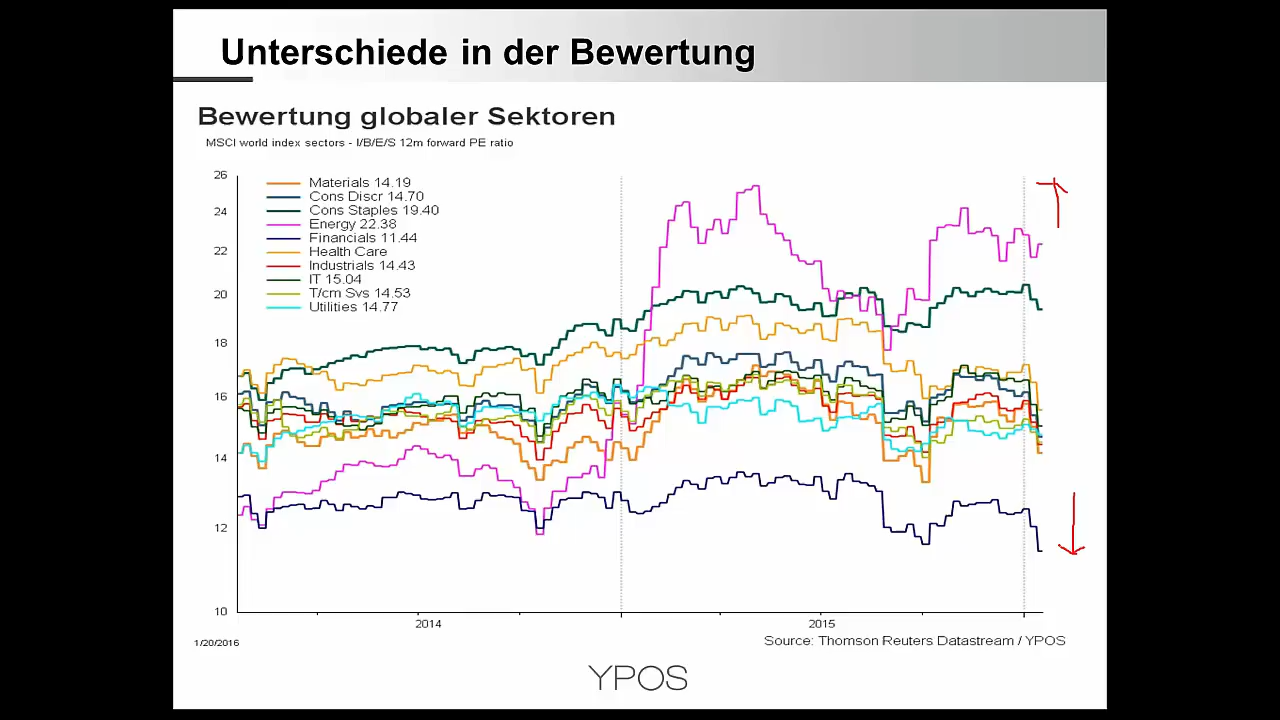 Unterschiede in der Bewertung
Bewertung globaler Sektoren
MSCI world index sectors - I/B/E/S 12m forward PE ratio
26
24
22
20
18
16
14
12
10
Materials 14.19
Cons Discr 14.70
Cons Staples 19.40
Energy 22.38
Financials 11.44
Health Care
Industrials 14.43
IT 15.04
T/cm Svs 14.53
Utilities 14.77
2014
2015
1/20/2016
Source: Thomson Reuters Datastream / YPOS
YPOS